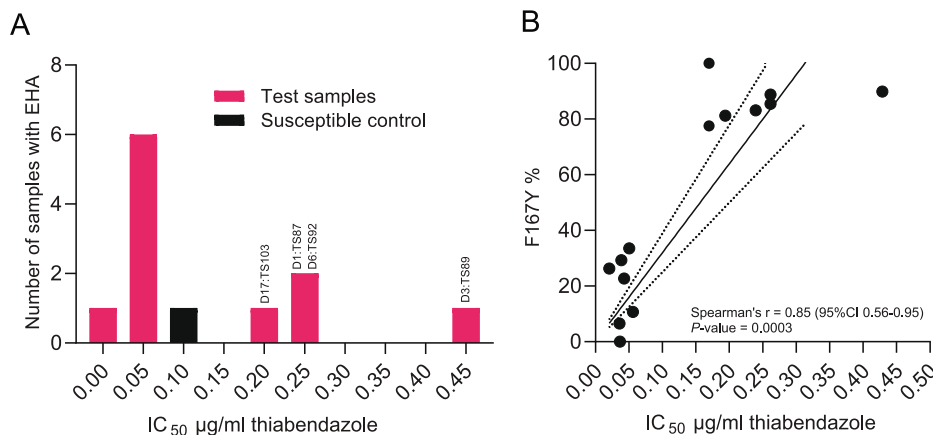 A
Number of samples with EHA
8
6
4
2
0
Test samples
Susceptible control
D17:TS103
D1:TS87
D6:TS92
D3:TS89
0.00 0.05 0.10 0.15 0.20 0.25 0.30 0.35 0.40 0.45
IC50 µg/ml thiabendazole
B
F167Y %
100
80
60
40
20
0
Spearman's r = 0.85 (95%CI 0.56-0.95)
P-value = 0.0003
0.00 0.05 0.10 0.15 0.20 0.25 0.30 0.35 0.40 0.45 0.50
IC50 µg/ml thiabendazole